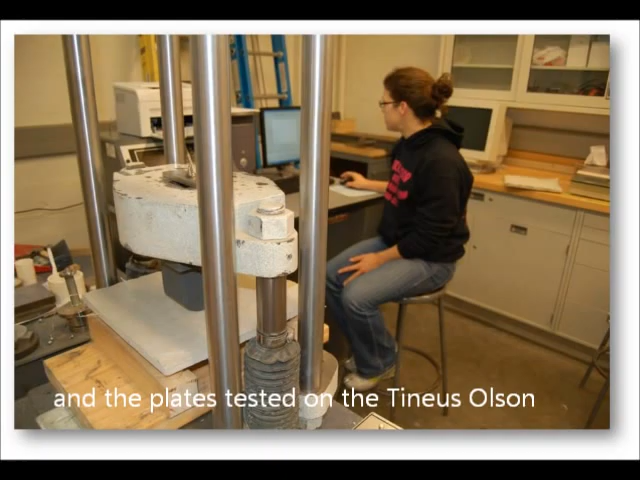 and the plates tested on the Tineus Olson